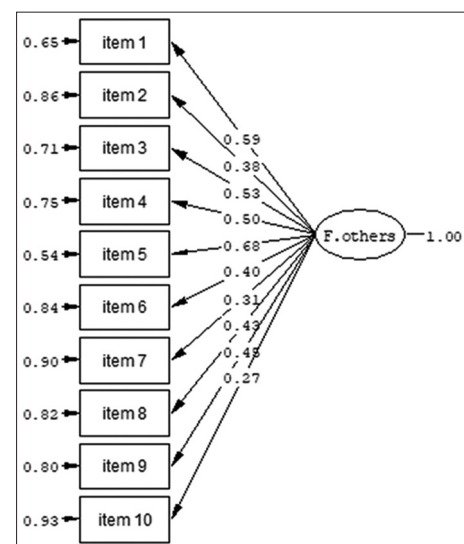 0.65 item 1
0.86 item 2
0.71 item 3
0.75 item 4
0.54 item 5
0.84 item 6
0.90 item 7
0.82 item 8
0.80 item 9
0.93 item 10
0.59
0.38
0.53
0.50
0.68
0.40
0.31
0.43
0.45
0.27
F.others 1.00